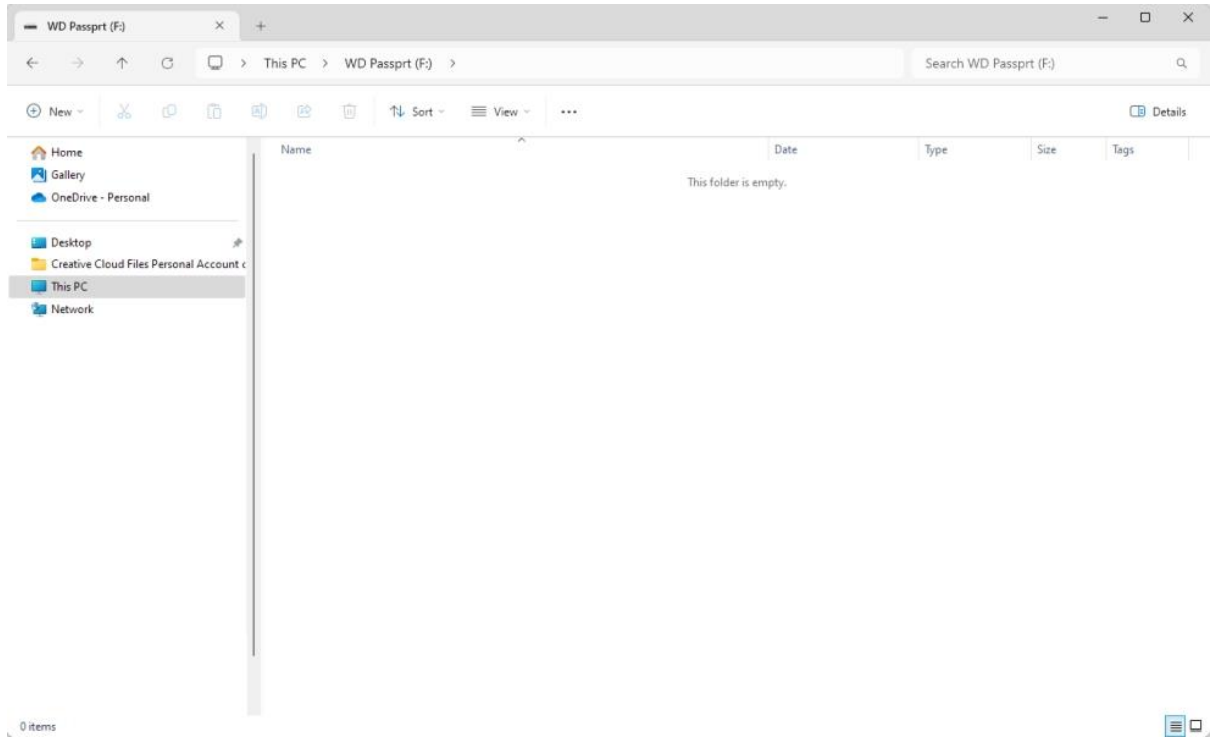 WD Passprt (F:)
This PC > WD Passprt (F:) >
Search WD Passprt (F:)
New
Sort
View
...
Details
Home
Gallery
OneDrive - Personal
Desktop
Creative Cloud Files Personal Account c
This PC
Network
Name Date Type Size Tags
This folder is empty.
0 items